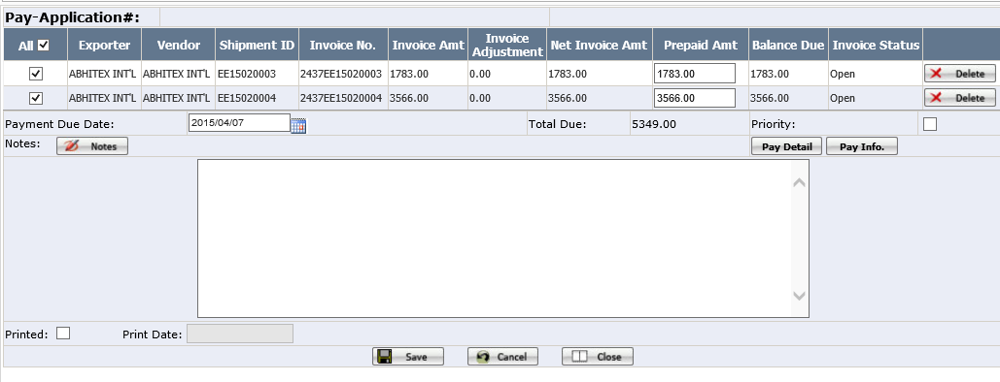 Pay-Application#:
All Exporter Vendor Shipment ID Invoice No. Invoice Amt Invoice Adjustment Net Invoice Amt Prepaid Amt Balance Due Invoice Status
ABHITEX INT'L ABHITEX INT'L EE15020003 2437EE15020003 1783.00 0.00 1783.00 1783.00 1783.00 Open Delete
ABHITEX INT'L ABHITEX INT'L EE15020004 2437EE15020004 3566.00 0.00 3566.00 3566.00 3566.00 Open Delete
Payment Due Date: 2015/04/07 Total Due: 5349.00 Priority:
Notes: Notes Pay Detail Pay Info.
Printed: Print Date:
Save Cancel Close